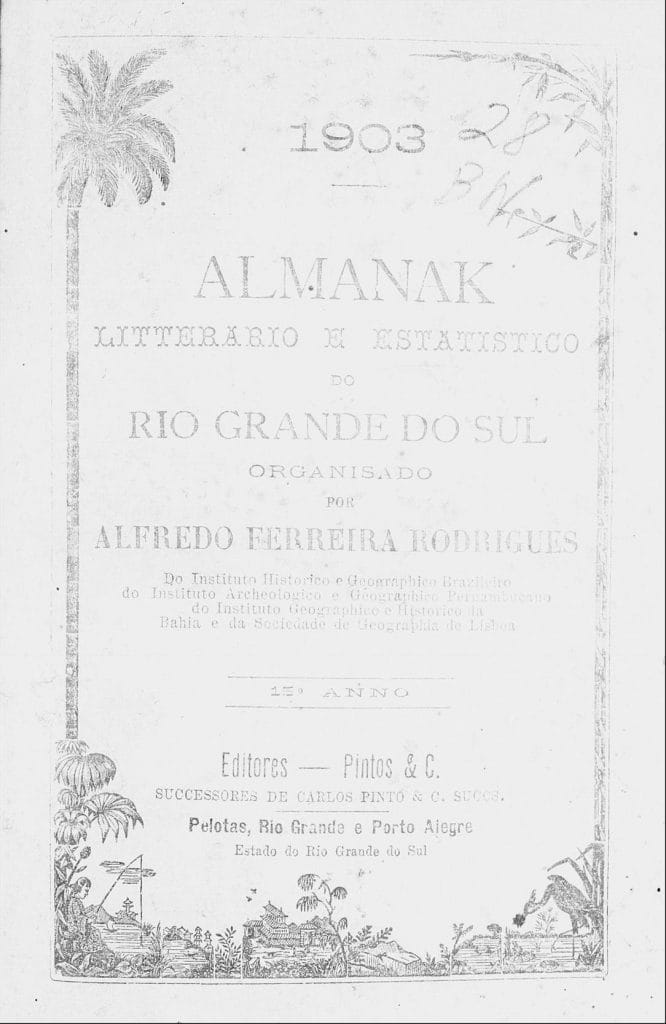 1903 28
BN
ALMANAK
LITTERARIO E ESTATISTICO
DO
RIO GRANDE DO SUL
ORGANISADO
POR
ALFREDO FERREIRA RODRIGUES
Do Instituto Historico e Geographico Brazileiro
do Instituto Archeologico e Geographico Pernambucano
do Instituto Geographico e Historico da
Bahia e da Sociedade de Geographia de Lisboa
15º ANNO
Editores — Pintos & C.
SUCCESSORES DE CARLOS PINTO & C. SUCCS.
Pelotas, Rio Grande e Porto Alegre
Estado do Rio Grande do Sul